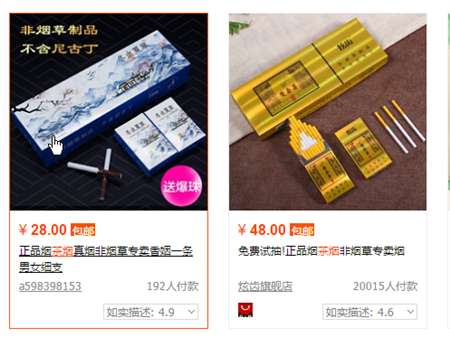 非烟草制品
不含尼古丁
送爆珠
¥ 28.00 包邮
正品烟茶烟真烟非烟草专卖香烟一条
男女细支
a598398153
192人付款
如实描述: 4.9
¥ 48.00 包邮
免费试抽!正品烟茶烟非烟草专卖烟
炫齿旗舰店
20015人付款
如实描述: 4.6